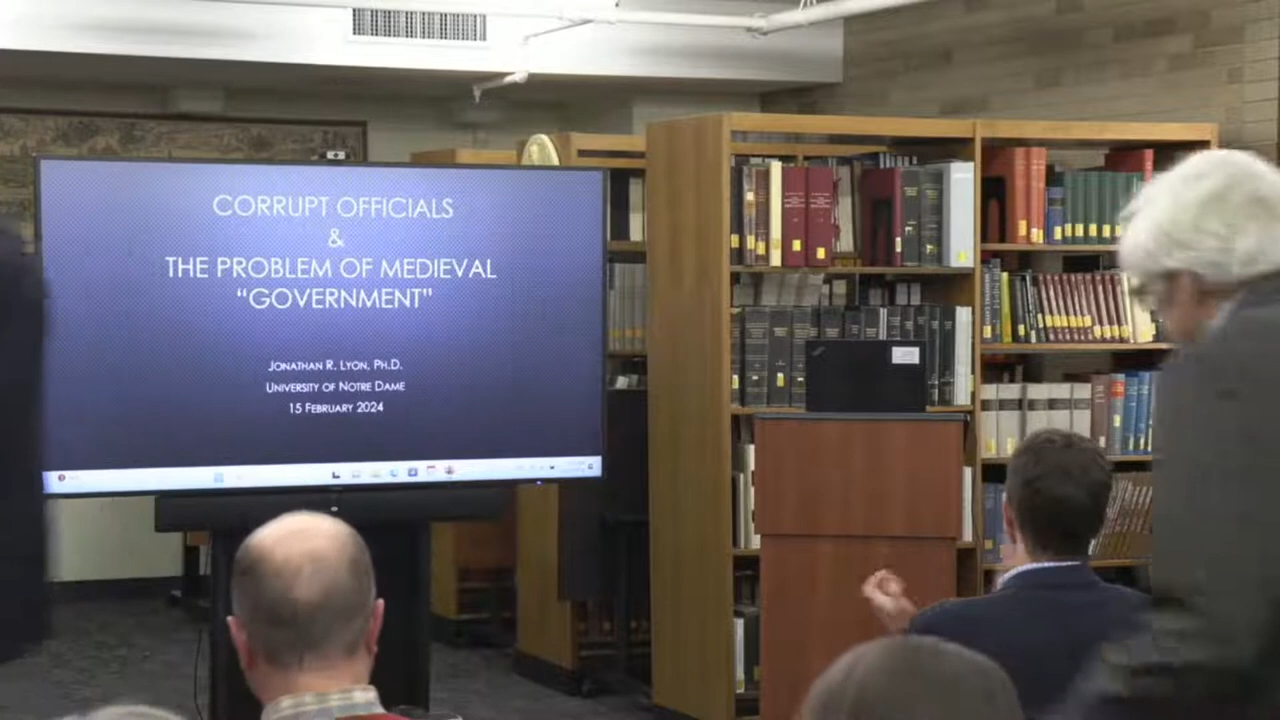 CORRUPT OFFICIALS
&
THE PROBLEM OF MEDIEVAL
“GOVERNMENT”
JONATHAN R. LYON, PH.D.
UNIVERSITY OF NOTRE DAME
15 FEBRUARY 2024